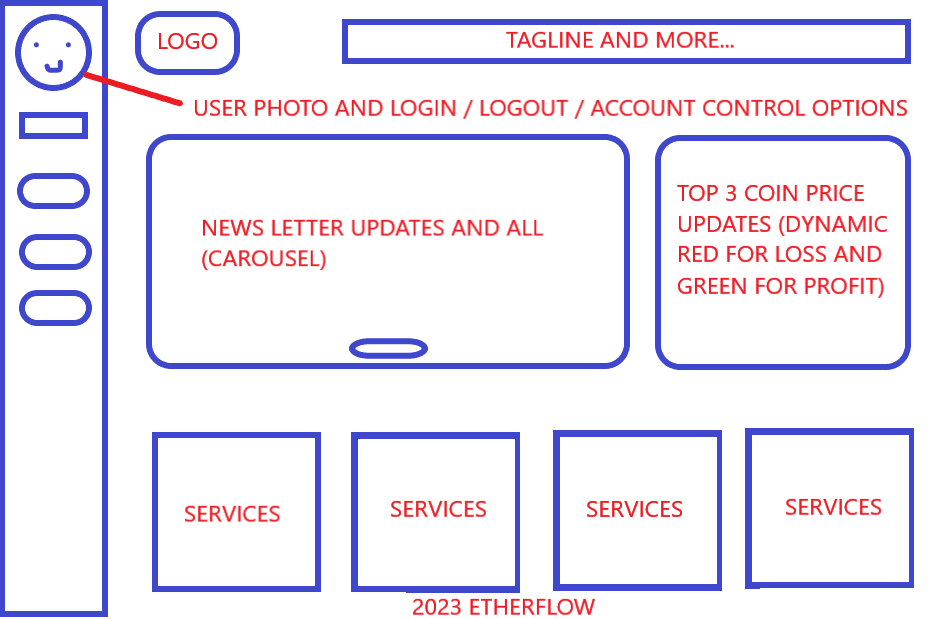 LOGO
TAGLINE AND MORE...
USER PHOTO AND LOGIN / LOGOUT / ACCOUNT CONTROL OPTIONS
NEWS LETTER UPDATES AND ALL
(CAROUSEL)
TOP 3 COIN PRICE
UPDATES (DYNAMIC
RED FOR LOSS AND
GREEN FOR PROFIT)
SERVICES
SERVICES
SERVICES
SERVICES
2023 ETHERFLOW